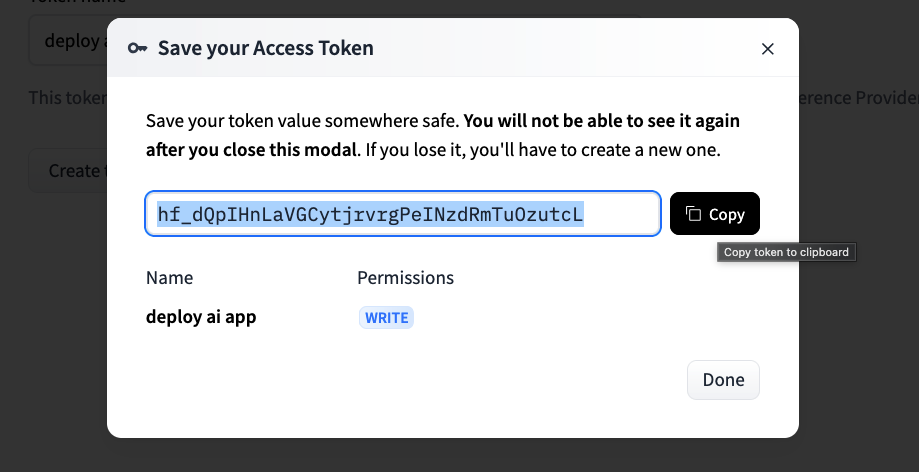 Token name
deploy a
This token
erence Provider
Create t
Save your Access Token
Save your token value somewhere safe. You will not be able to see it again
after you close this modal. If you lose it, you'll have to create a new one.
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
Copy
Copy token to clipboard
Name Permissions
deploy ai app WRITE
Done